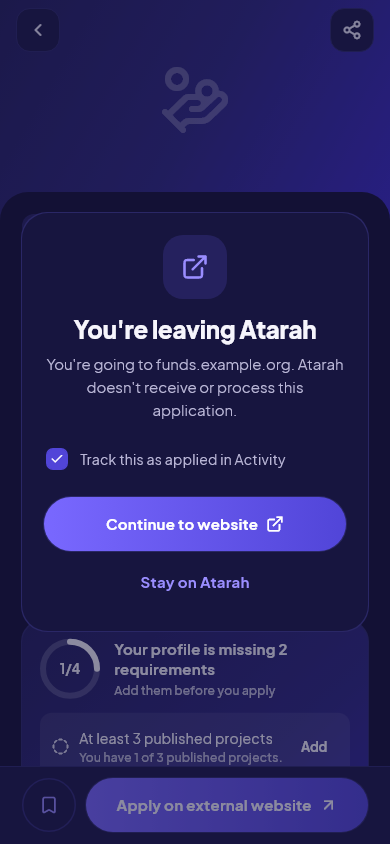 You're leaving Atarah
You're going to funds.example.org. Atarah
doesn't receive or process this
application.
Track this as applied in Activity
Continue to website
Stay on Atarah
1/4
Your profile is missing 2
requirements
Add them before you apply
At least 3 published projects
You have 1 of 3 published projects.
Add
Apply on external website